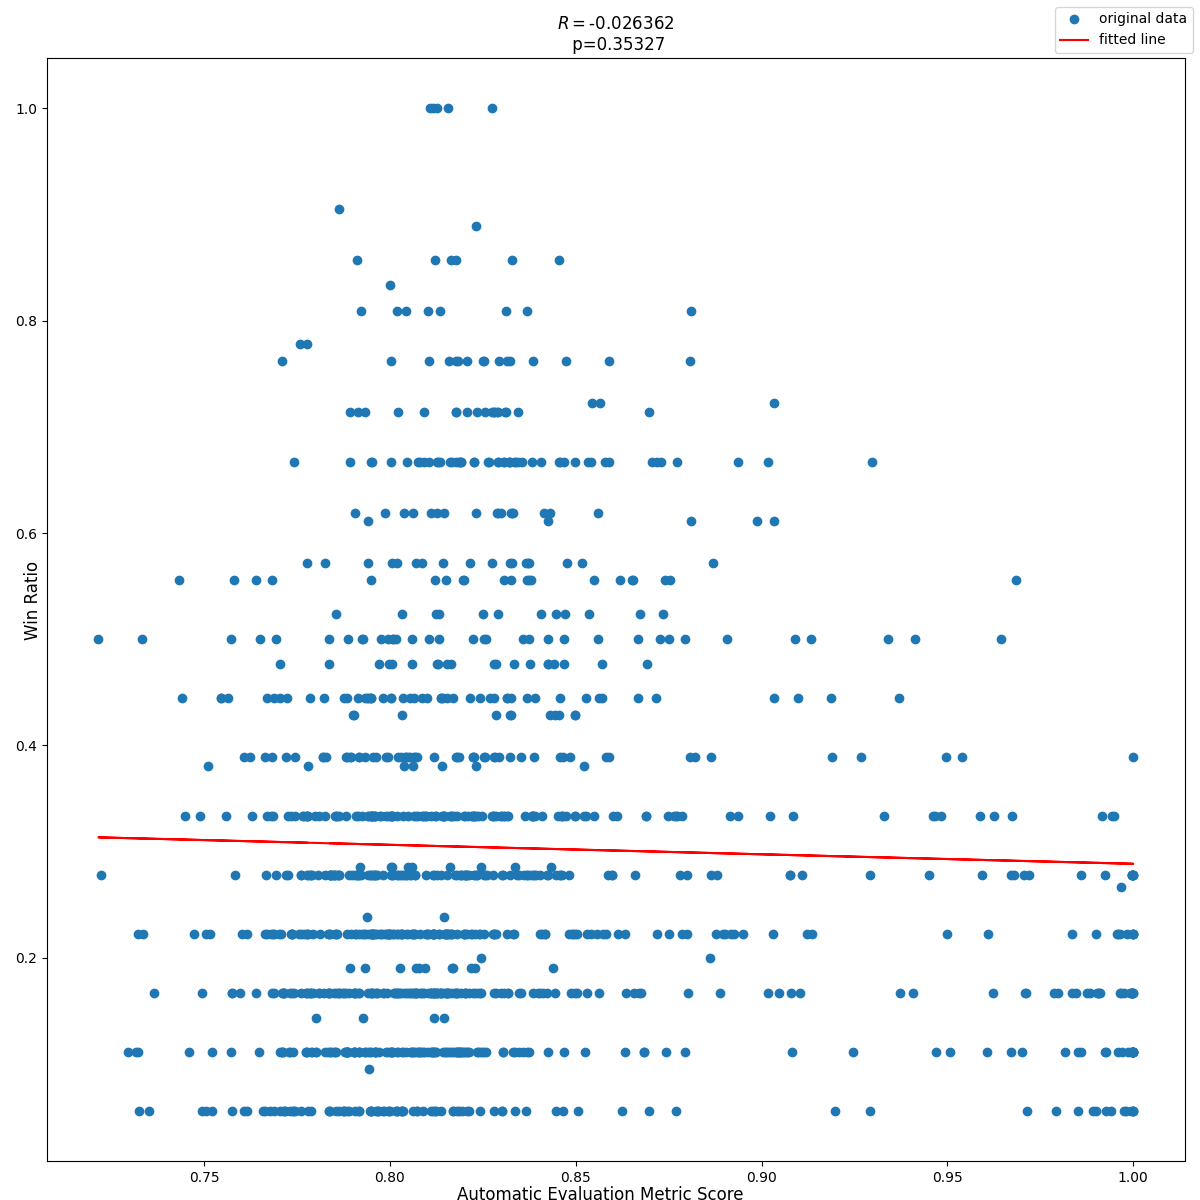 R = -0.026362
p=0.35327
original data
fitted line
1.0
0.8
0.6
0.4
0.2
Win Ratio
0.75
0.80
0.85
0.90
0.95
1.00
Automatic Evaluation Metric Score